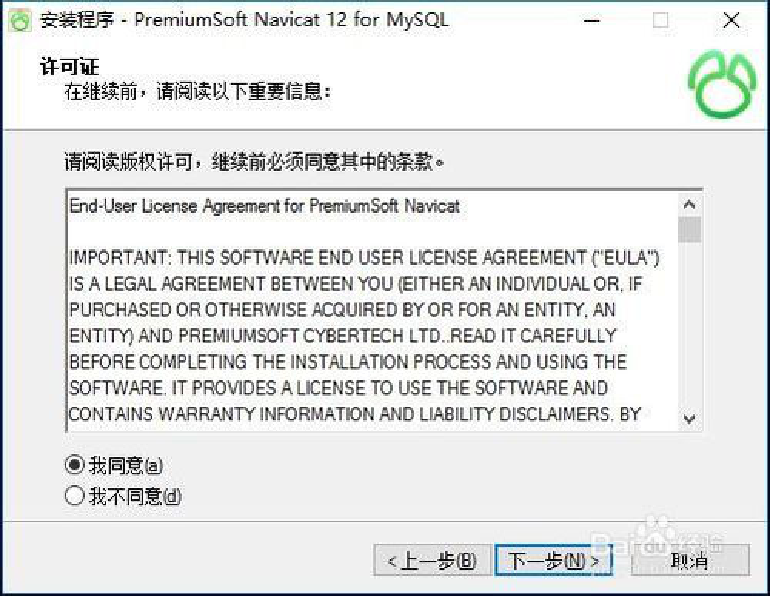 安装程序 - PremiumSoft Navicat 12 for MySQL
许可证
在继续前，请阅读以下重要信息：
请阅读版权许可，继续前必须同意其中的条款。
End-User License Agreement for PremiumSoft Navicat
IMPORTANT: THIS SOFTWARE END USER LICENSE AGREEMENT ("EULA")
IS A LEGAL AGREEMENT BETWEEN YOU (EITHER AN INDIVIDUAL OR, IF
PURCHASED OR OTHERWISE ACQUIRED BY OR FOR AN ENTITY, AN
ENTITY) AND PREMIUMSOFT CYBERTECH LTD..READ IT CAREFULLY
BEFORE COMPLETING THE INSTALLATION PROCESS AND USING THE
SOFTWARE. IT PROVIDES A LICENSE TO USE THE SOFTWARE AND
CONTAINS WARRANTY INFORMATION AND LIABILITY DISCLAIMERS. BY
我同意(a)
我不同意(d)
<上一步(B) 下一步(N)> 取消
Baidu经验